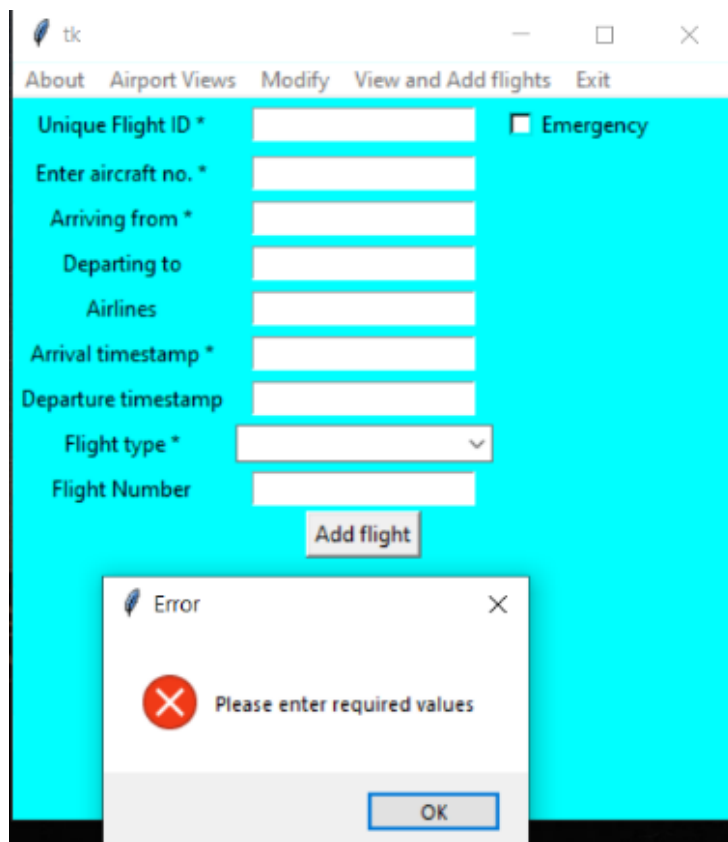 tk
About Airport Views Modify View and Add flights Exit
Unique Flight ID * Emergency
Enter aircraft no. *
Arriving from *
Departing to
Airlines
Arrival timestamp *
Departure timestamp
Flight type *
Flight Number
Add flight
Error
Please enter required values
OK